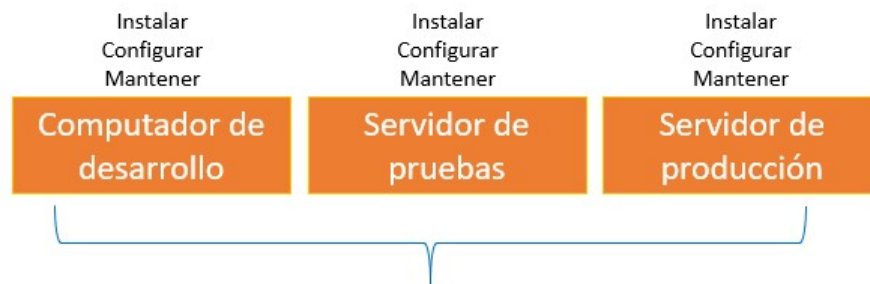 Instalar
Configurar
Mantener
Computador de
desarrollo
Instalar
Configurar
Mantener
Servidor de
pruebas
Instalar
Configurar
Mantener
Servidor de
producción